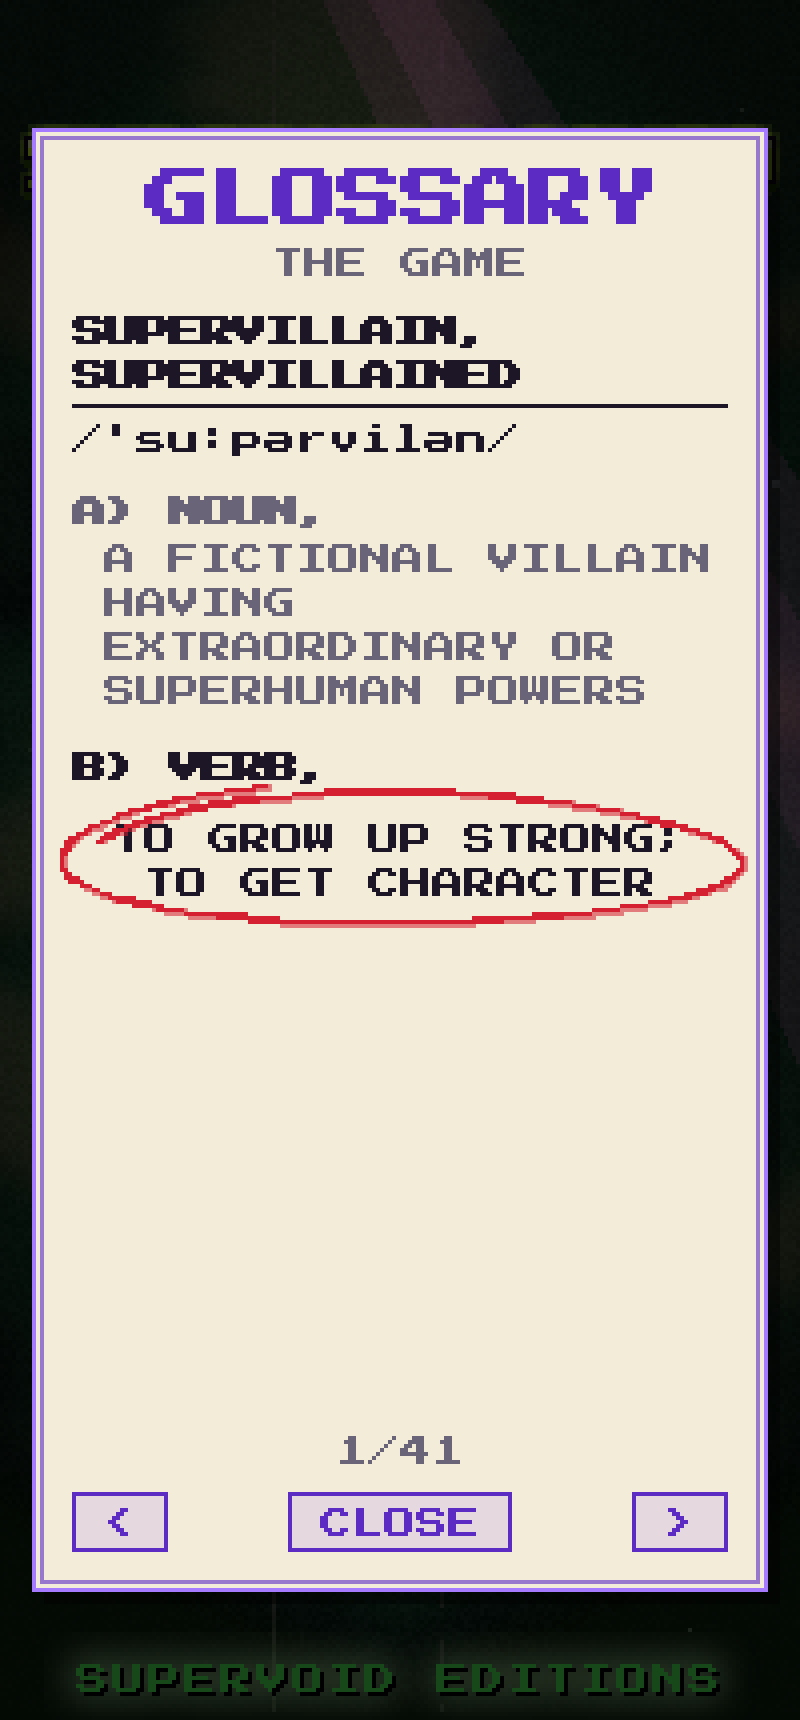 GLOSSARY
THE GAME
SUPERVILLAIN,
SUPERVILLAINED
/'su:pərvilən/
A) NOUN,
A FICTIONAL VILLAIN
HAVING
EXTRAORDINARY OR
SUPERHUMAN POWERS
B) VERB,
TO GROW UP STRONG;
TO GET CHARACTER
1/41
< CLOSE >
SUPERVOID EDITIONS